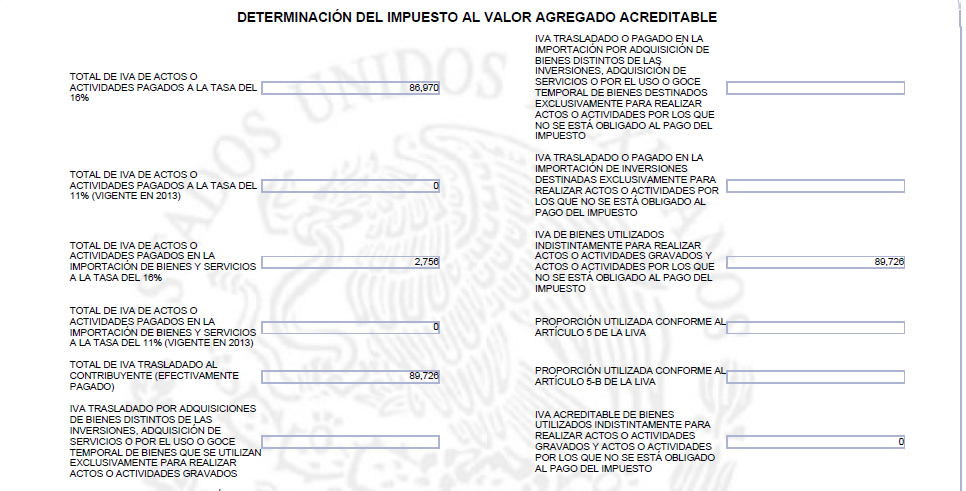 DETERMINACIÓN DEL IMPUESTO AL VALOR AGREGADO ACREDITABLE
TOTAL DE IVA DE ACTOS O
ACTIVIDADES PAGADOS A LA TASA DEL
16%
86,970
TOTAL DE IVA DE ACTOS O
ACTIVIDADES PAGADOS A LA TASA DEL
11% (VIGENTE EN 2013)
0
TOTAL DE IVA DE ACTOS O
ACTIVIDADES PAGADOS EN LA
IMPORTACIÓN DE BIENES Y SERVICIOS
A LA TASA DEL 16%
2,756
TOTAL DE IVA DE ACTOS O
ACTIVIDADES PAGADOS EN LA
IMPORTACIÓN DE BIENES Y SERVICIOS
A LA TASA DEL 11% (VIGENTE EN 2013)
0
TOTAL DE IVA TRASLADADO AL
CONTRIBUYENTE (EFECTIVAMENTE
PAGADO)
89,726
IVA TRASLADADO POR ADQUISICIONES
DE BIENES DISTINTOS DE LAS
INVERSIONES, ADQUISICIÓN DE
SERVICIOS O POR EL USO O GOCE
TEMPORAL DE BIENES QUE SE UTILIZAN
EXCLUSIVAMENTE PARA REALIZAR
ACTOS O ACTIVIDADES GRAVADOS
IVA TRASLADADO O PAGADO EN LA
IMPORTACIÓN POR ADQUISICIÓN DE
BIENES DISTINTOS DE LAS
INVERSIONES, ADQUISICIÓN DE
SERVICIOS O POR EL USO O GOCE
TEMPORAL DE BIENES DESTINADOS
EXCLUSIVAMENTE PARA REALIZAR
ACTOS O ACTIVIDADES POR LOS QUE
NO SE ESTÁ OBLIGADO AL PAGO DEL
IMPUESTO
IVA TRASLADADO O PAGADO EN LA
IMPORTACIÓN DE INVERSIONES
DESTINADAS EXCLUSIVAMENTE PARA
REALIZAR ACTOS O ACTIVIDADES POR
LOS QUE NO SE ESTÁ OBLIGADO AL
PAGO DEL IMPUESTO
IVA DE BIENES UTILIZADOS
INDISTINTAMENTE PARA REALIZAR
ACTOS O ACTIVIDADES GRAVADOS Y
ACTOS O ACTIVIDADES POR LOS QUE
NO SE ESTÁ OBLIGADO AL PAGO DEL
IMPUESTO
89,726
PROPORCIÓN UTILIZADA CONFORME AL
ARTÍCULO 5 DE LA LIVA
PROPORCIÓN UTILIZADA CONFORME AL
ARTÍCULO 5-B DE LA LIVA
IVA ACREDITABLE DE BIENES
UTILIZADOS INDISTINTAMENTE PARA
REALIZAR ACTOS O ACTIVIDADES
GRAVADOS Y ACTOS O ACTIVIDADES
POR LOS QUE NO SE ESTÁ OBLIGADO
AL PAGO DEL IMPUESTO
0